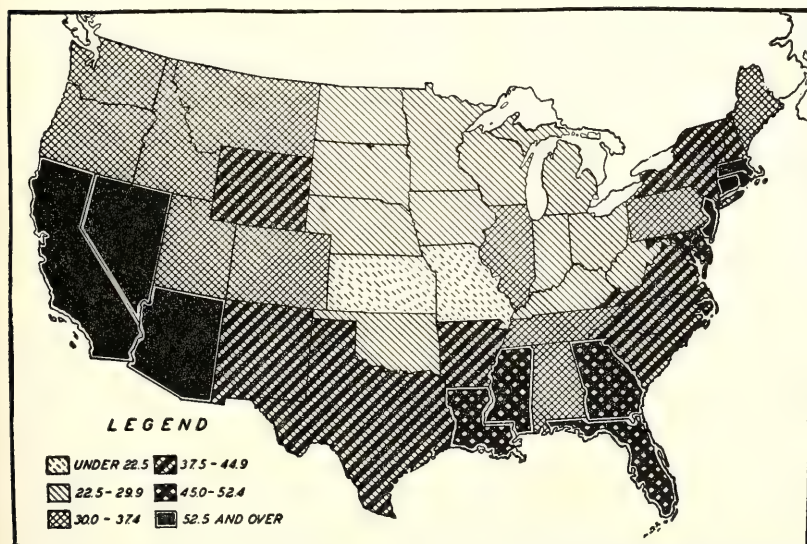 LEGEND
UNDER 22.5
37.5 - 44.9
22.5 - 29.9
45.0 - 52.4
30.0 - 37.4
52.5 AND OVER